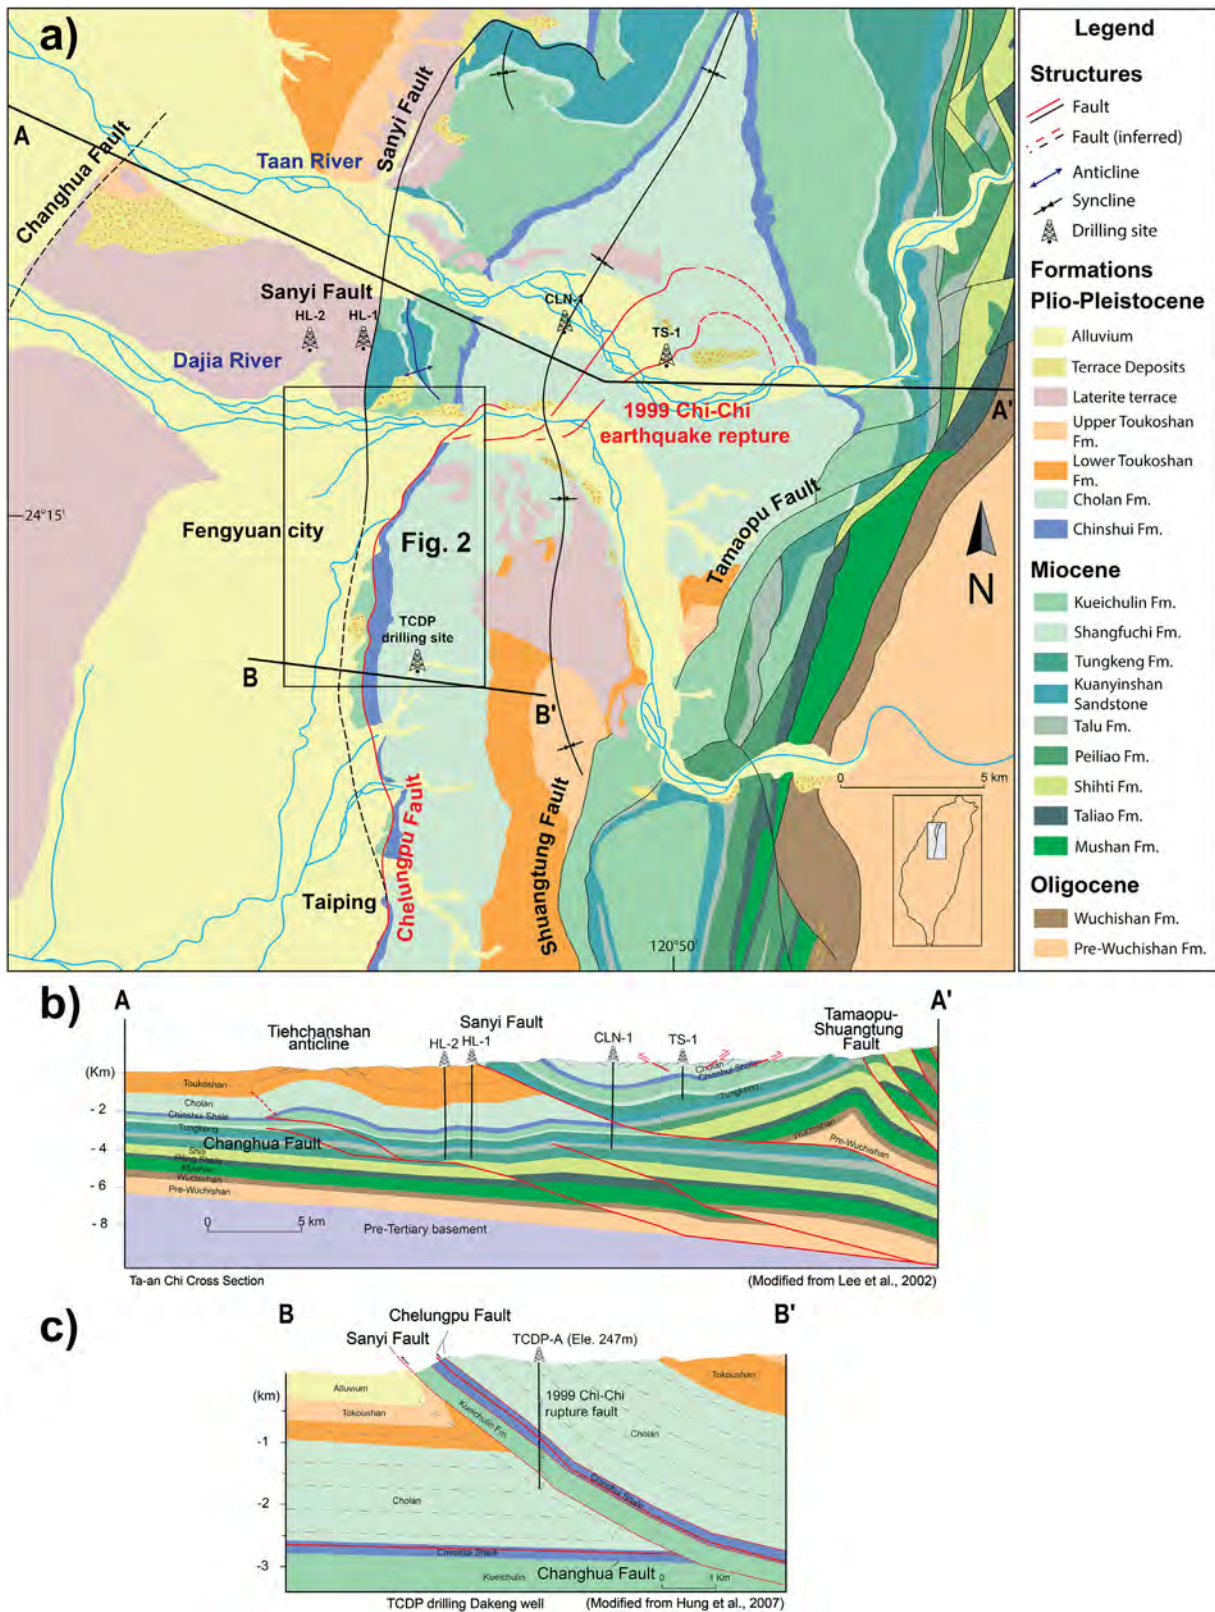 a)
A
Changhua Fault
Taan River
Sanyi Fault
Sanyi Fault
HL-2
HL-1
CLN-1
TS-1
Dajia River
1999 Chi-Chi
earthquake repture
A'
24°15'
Fengyuan city
Fig. 2
Tamaopu Fault
N
TCDP
drilling site
B
B'
Chelungpu Fault
Shuangtung Fault
Taiping
0
5 km
120°50'
Legend
Structures
Fault
Fault (inferred)
Anticline
Syncline
Drilling site
Formations
Plio-Pleistocene
Alluvium
Terrace Deposits
Laterite terrace
Upper Toukoshan
Fm.
Lower Toukoshan
Fm.
Cholan Fm.
Chinshui Fm.
Miocene
Kueichulin Fm.
Shangfuchi Fm.
Tungkeng Fm.
Kuanyinshan
Sandstone
Talu Fm.
Peiliao Fm.
Shihti Fm.
Taliao Fm.
Mushan Fm.
Oligocene
Wuchishan Fm.
Pre-Wuchishan Fm.
b)
A
A'
Tiehchanshan
anticline
Sanyi Fault
HL-2
HL-1
CLN-1
TS-1
Tamaopu-
Shuangtung
Fault
(Km)
- 2
- 4
- 6
- 8
Toukoshan
Cholan
Chinshui Shale
Tungkeng
Changhua Fault
Mushan
Wuchishan
Pre-Wuchishan
Cholan
Chinshui Shale
Tungkeng
Wuchishan
Pre-Wuchishan
0
5 km
Pre-Tertiary basement
Ta-an Chi Cross Section
(Modified from Lee et al., 2002)
c)
B
B'
Chelungpu Fault
Sanyi Fault
TCDP-A (Ele. 247m)
(km)
-1
-2
-3
Alluvium
Tokoushan
Kueichulin Fm.
1999 Chi-Chi
rupture fault
Tokoushan
Cholan
Cholan
Chinshui Shale
Chinshui Shale
Changhua Fault
Kueichulin
0
1 Km
TCDP drilling Dakeng well
(Modified from Hung et al., 2007)